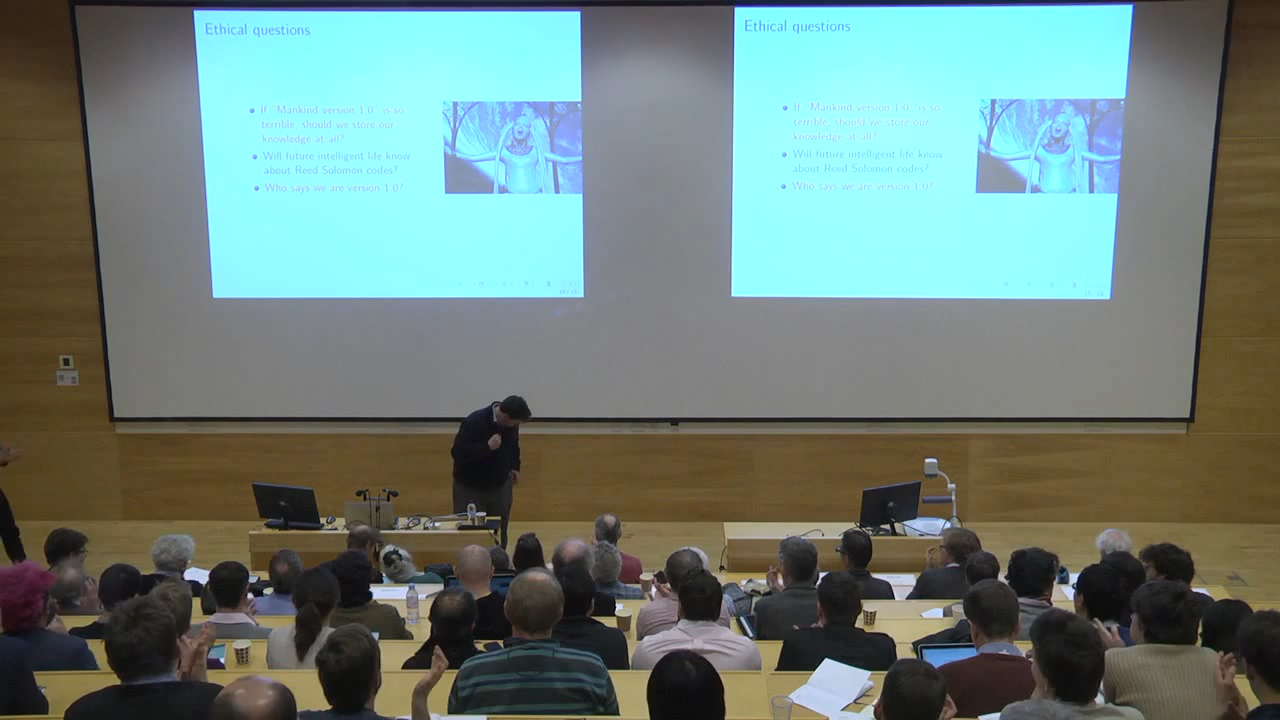 Ethical questions
If "Mankind version 1.0" is so
terrible, should we store our
knowledge at all?
Will future intelligent life know
about Reed Solomon codes?
Who says we are version 1.0?
Ethical questions
If "Mankind version 1.0" is so
terrible, should we store our
knowledge at all?
Will future intelligent life know
about Reed Solomon codes?
Who says we are version 1.0?